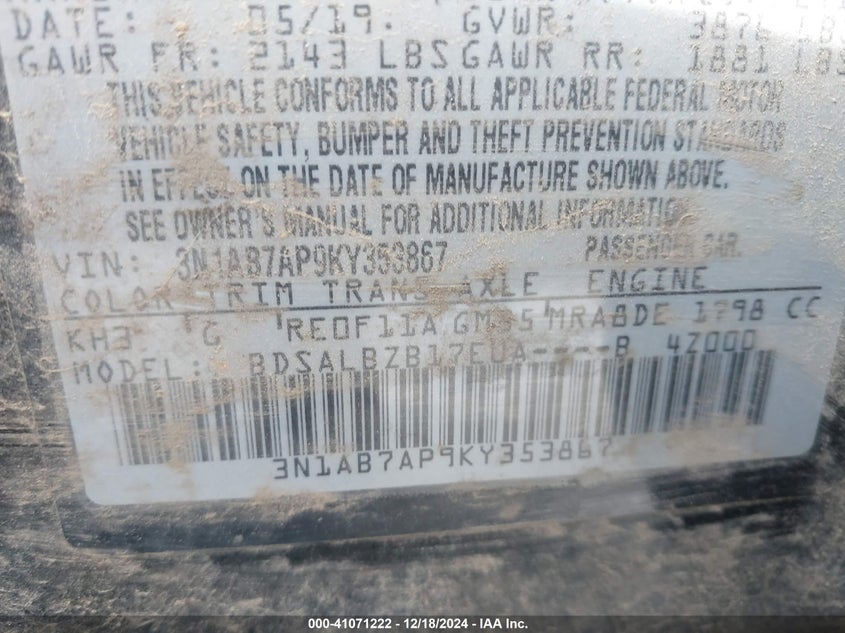 DATE: 05/19. GVWR: 3876 LBS
GAWR FR: 2143 LBS GAWR RR: 1881 LBS
THIS VEHICLE CONFORMS TO ALL APPLICABLE FEDERAL MOTOR
VEHICLE SAFETY, BUMPER AND THEFT PREVENTION STANDARDS
IN EFFECT ON THE DATE OF MANUFACTURE SHOWN ABOVE.
SEE OWNER'S MANUAL FOR ADDITIONAL INFORMATION.
VIN: 3N1AB7AP9KY353867 PASSENGER CAR.
COLOR TRIM TRANS AXLE ENGINE
KH3 G RE0F11A GM35 MRA8DE 1798 CC
MODEL: BDSALBZB17EUA----B 4Z000
3N1AB7AP9KY353867
000-41071222 - 12/18/2024 - IAA Inc.